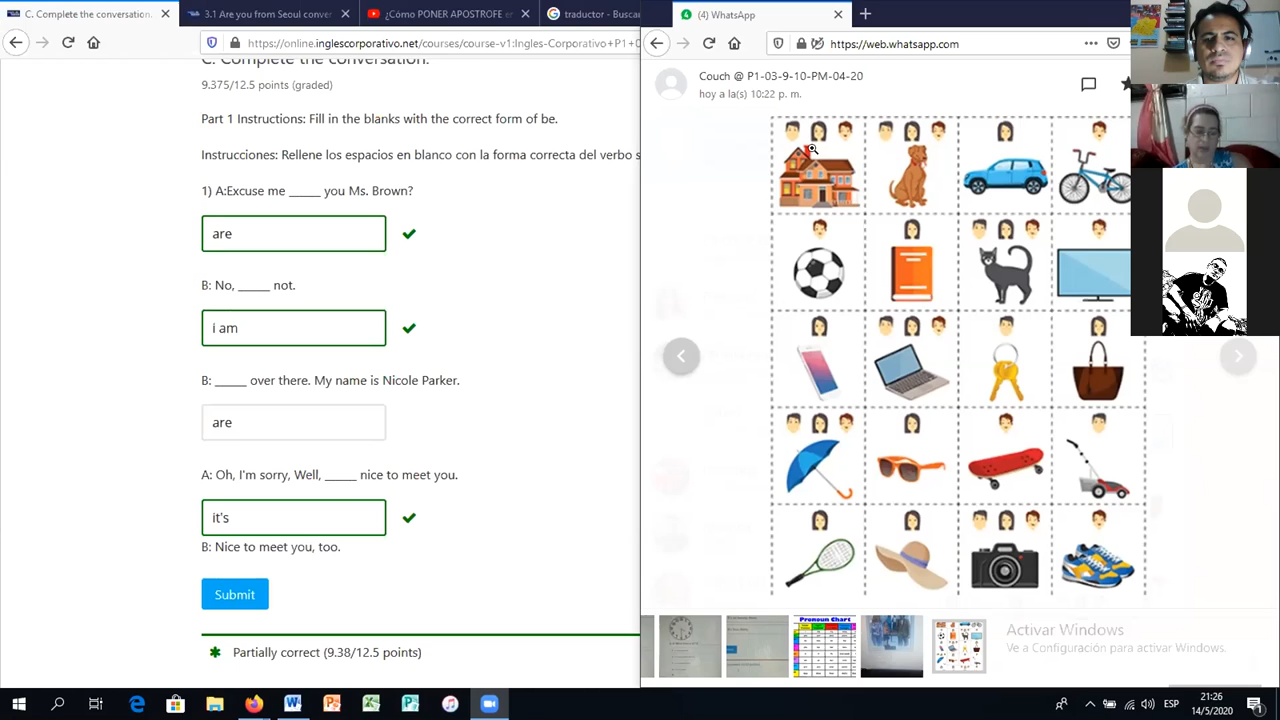 C. Complete the conversation.
3.1 Are you from Seoul conver
¿Cómo PONER APOSTROFE en
traductor - Buscar
(4) WhatsApp
https://online.inglescorporativo.net/courses/course-v1:Ingles-Corporativo+P1+
https://web.whatsapp.com
C. Complete the conversation.
9.375/12.5 points (graded)
Part 1 Instructions: Fill in the blanks with the correct form of be.
Instrucciones: Rellene los espacios en blanco con la forma correcta del verbo s
1) A:Excuse me _____ you Ms. Brown?
are
B: No, _____ not.
i am
B: _____ over there. My name is Nicole Parker.
are
A: Oh, I'm sorry, Well, _____ nice to meet you.
it's
B: Nice to meet you, too.
Submit
Partially correct (9.38/12.5 points)
Couch @ P1-03-9-10-PM-04-20
hoy a la(s) 10:22 p. m.
Pronoun Chart
Activar Windows
Ve a Configuración para activar Windows.
ESP
21:26
14/5/2020